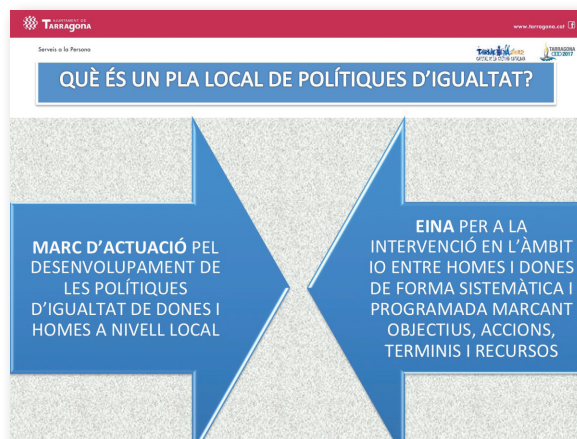 AJUNTAMENT DE
TARRAGONA
www.tarragona.cat
Serveis a la Persona
TARRAGONA
2017
QUÈ ÉS UN PLA LOCAL DE POLÍTIQUES D'IGUALTAT?
MARC D'ACTUACIÓ PEL
DESENVOLUPAMENT DE
LES POLÍTIQUES
D'IGUALTAT DE DONES I
HOMES A NIVELL LOCAL
EINA PER A LA
INTERVENCIÓ EN L'ÀMBIT
IO ENTRE HOMES I DONES
DE FORMA SISTEMÀTICA I
PROGRAMADA MARCANT
OBJECTIUS, ACCIONS,
TERMINIS I RECURSOS